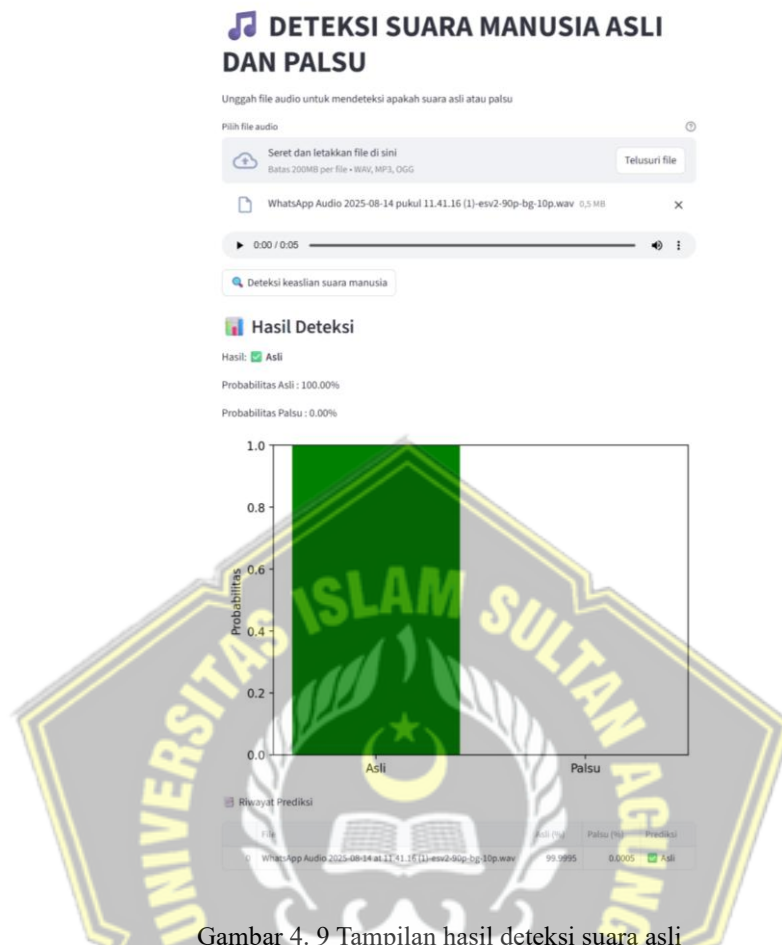 🎵 DETEKSI SUARA MANUSIA ASLI
DAN PALSU
Unggah file audio untuk mendeteksi apakah suara asli atau palsu
Pilih file audio
Seret dan letakkan file di sini
Batas 200MB per file • WAV, MP3, OGG
Telusuri file
WhatsApp Audio 2025-08-14 pukul 11.41.16 (1)-esv2-90p-bg-10p.wav 0,5 MB
0:00 / 0:05
🔍 Deteksi keaslian suara manusia
📊 Hasil Deteksi
Hasil: ✅ Asli
Probabilitas Asli : 100.00%
Probabilitas Palsu : 0.00%
1.0
0.8
0.6
0.4
0.2
0.0
Probabilitas
Asli Palsu
UNIVERSITAS ISLAM SULTAN AGUNG
Riwayat Prediksi
File Asli (%) Palsu (%) Prediksi
0 WhatsApp Audio 2025-08-14 at 11.41.16 (1)-esv2-90p-bg-10p.wav 99.9995 0.0005 ✅ Asli
Gambar 4. 9 Tampilan hasil deteksi suara asli